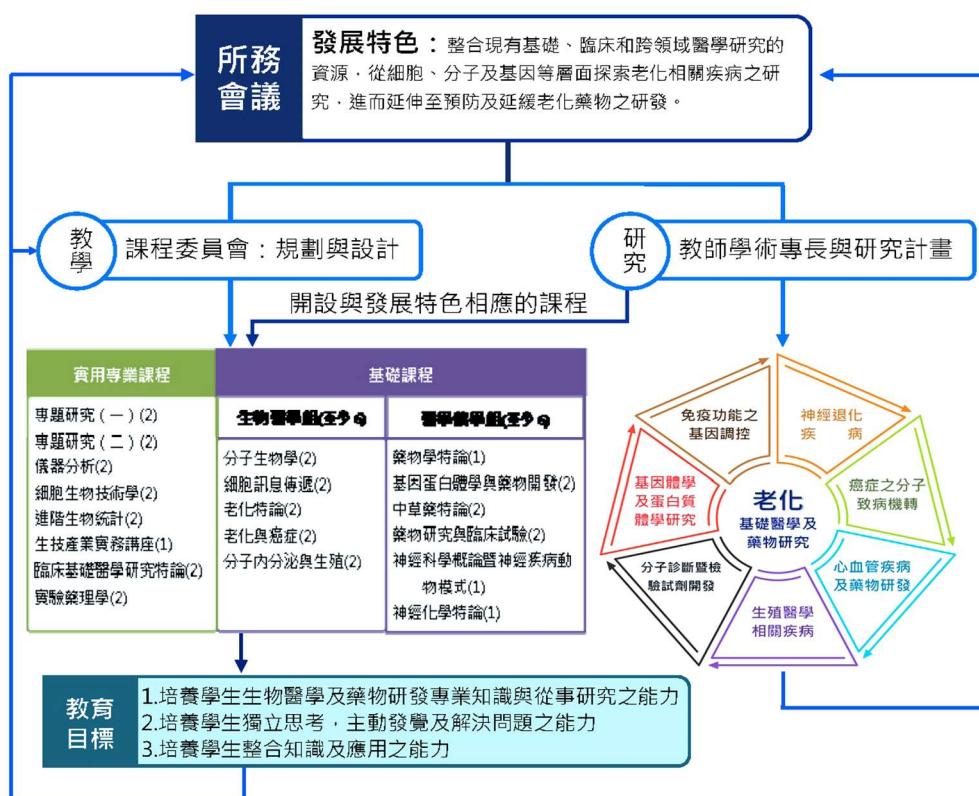 所務
會議
發展特色：整合現有基礎、臨床和跨領域醫學研究的
資源，從細胞、分子及基因等層面探索老化相關疾病之研
究，進而延伸至預防及延緩老化藥物之研發。
教學
課程委員會：規劃與設計
研究
教師學術專長與研究計畫
開設與發展特色相應的課程
實用專業課程
專題研究（一）(2)
專題研究（二）(2)
儀器分析(2)
細胞生物技術學(2)
進階生物統計(2)
生技產業實務講座(1)
臨床基礎醫學研究特論(2)
實驗藥理學(2)
基礎課程
生物醫學組(至少6)
分子生物學(2)
細胞訊息傳遞(2)
老化特論(2)
老化與癌症(2)
分子內分泌與生殖(2)
藥物學特論(1)
基因蛋白體學與藥物開發(2)
中草藥特論(2)
藥物研究與臨床試驗(2)
神經科學概論暨神經疾病動
物模式(1)
神經化學特論(1)
免疫功能之
基因調控
神經退化
疾病
基因體學
及蛋白質
體學研究
癌症之分子
致病機轉
老化
基礎醫學及
藥物研究
分子診斷暨檢
驗試劑開發
心血管疾病
及藥物研發
生殖醫學
相關疾病
教育
目標
1.培養學生生物醫學及藥物研發專業知識與從事研究之能力
2.培養學生獨立思考，主動發覺及解決問題之能力
3.培養學生整合知識及應用之能力